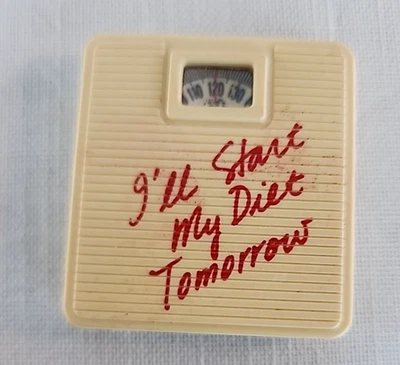 110 120 130
I'll Start
My Diet
Tomorrow